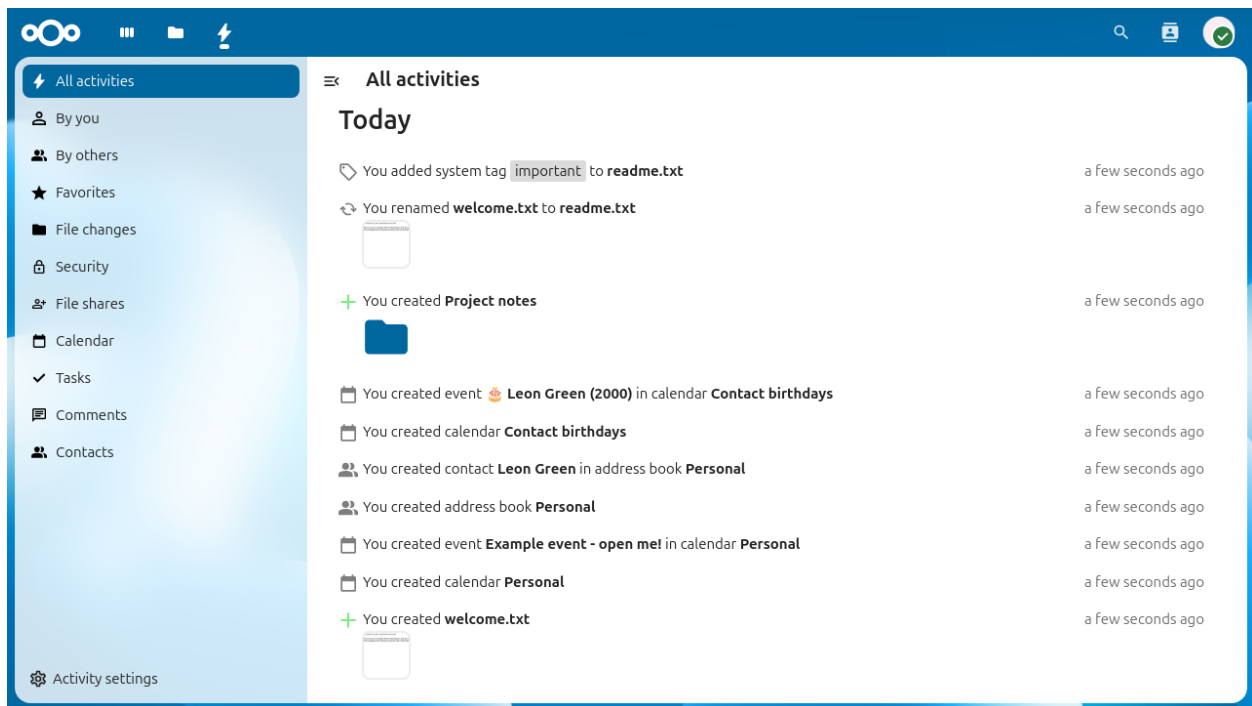 All activities
By you
By others
Favorites
File changes
Security
File shares
Calendar
Tasks
Comments
Contacts
Activity settings
All activities
Today
You added system tag important to readme.txt a few seconds ago
You renamed welcome.txt to readme.txt a few seconds ago
You created Project notes a few seconds ago
You created event 🎂 Leon Green (2000) in calendar Contact birthdays a few seconds ago
You created calendar Contact birthdays a few seconds ago
You created contact Leon Green in address book Personal a few seconds ago
You created address book Personal a few seconds ago
You created event Example event - open me! in calendar Personal a few seconds ago
You created calendar Personal a few seconds ago
You created welcome.txt a few seconds ago